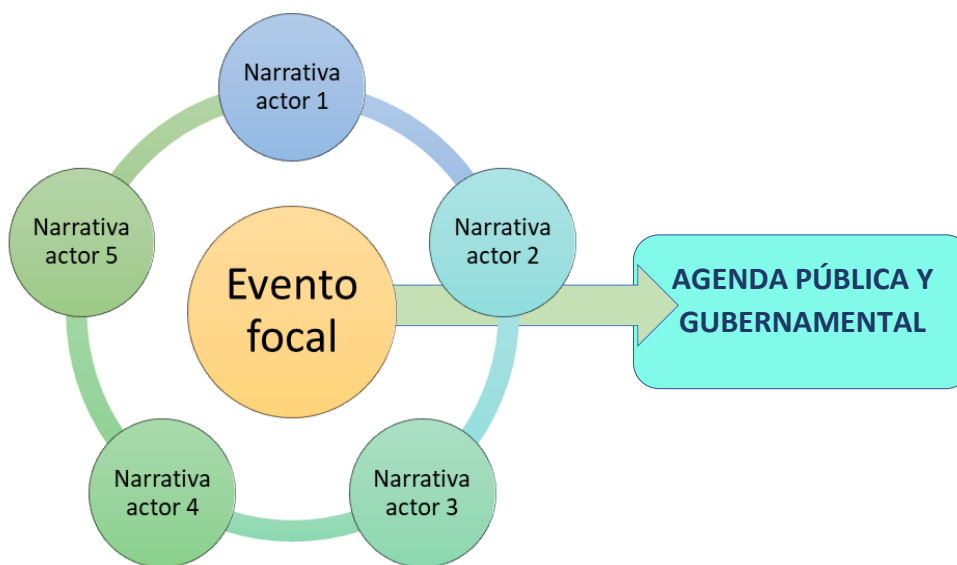 Narrativa
actor 1
Narrativa
actor 5
Narrativa
actor 2
Evento
focal
AGENDA PÚBLICA Y
GUBERNAMENTAL
Narrativa
actor 4
Narrativa
actor 3